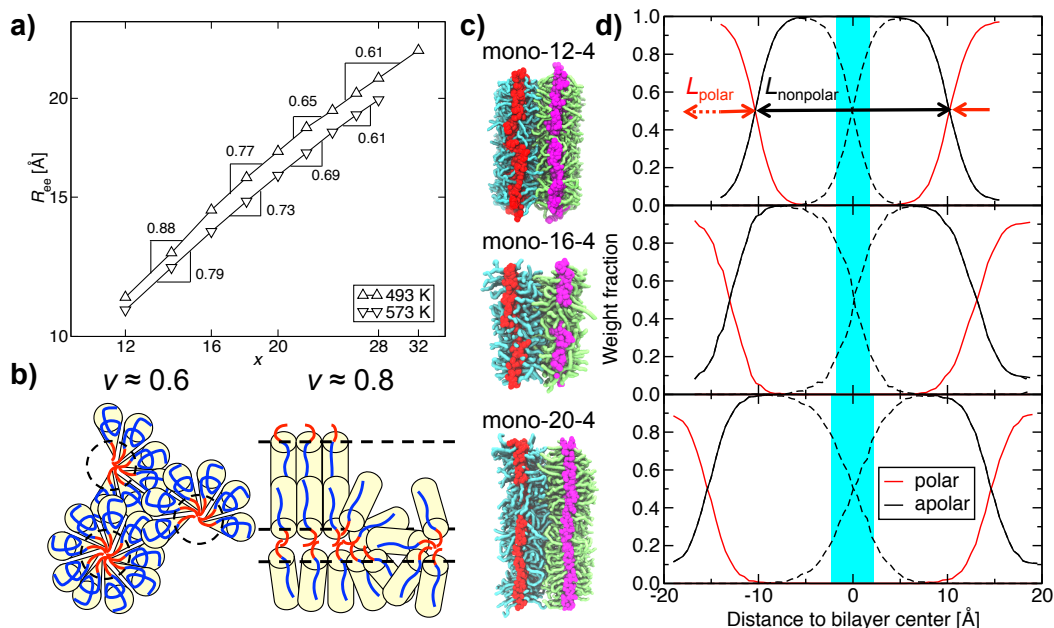 a)
R_ee [Å]
20
15
10
0.61
0.65
0.77
0.88
0.61
0.69
0.73
0.79
493 K
573 K
12
16
20
24
28
32
x
b)
ν ≈ 0.6
ν ≈ 0.8
c)
mono-12-4
mono-16-4
mono-20-4
d)
Weight fraction
1.0
0.8
0.6
0.4
0.2
0.0
L_polar
L_nonpolar
0.8
0.6
0.4
0.2
0.0
0.8
0.6
0.4
0.2
0.0
polar
apolar
-20
-10
0
10
20
Distance to bilayer center [Å]